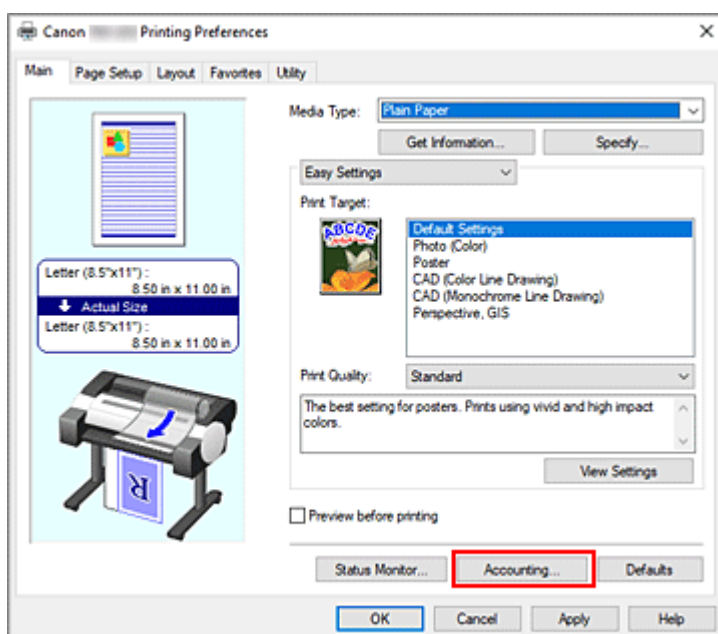 Canon Printing Preferences
Main Page Setup Layout Favorites Utility
Media Type: Plain Paper
Get Information... Specify...
Easy Settings
Print Target:
ABCDE
Default Settings
Photo (Color)
Poster
CAD (Color Line Drawing)
CAD (Monochrome Line Drawing)
Perspective, GIS
Letter (8.5"x11") :
8.50 in x 11.00 in
Actual Size
Letter (8.5"x11") :
8.50 in x 11.00 in
R
Print Quality: Standard
The best setting for posters. Prints using vivid and high impact
colors.
View Settings
Preview before printing
Status Monitor... Accounting... Defaults
OK Cancel Apply Help